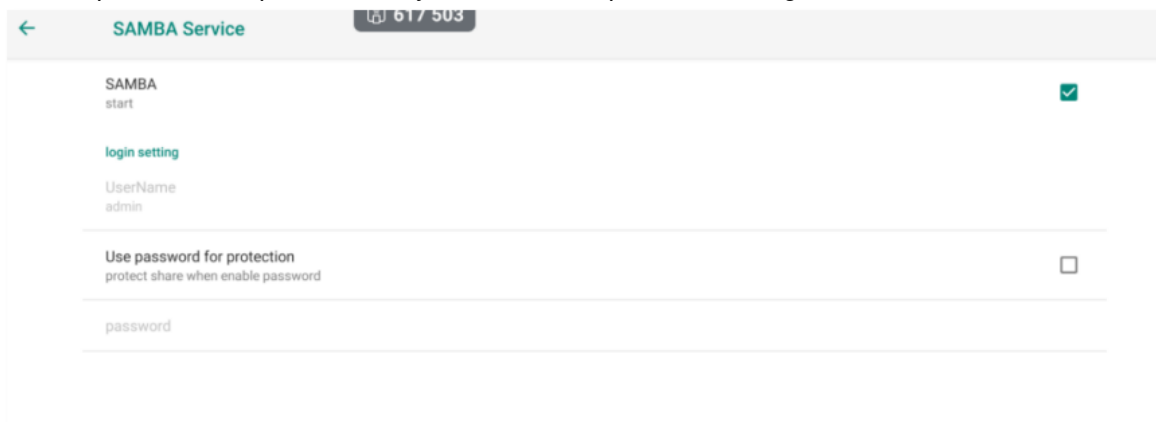 617 503
SAMBA Service
SAMBA
start
login setting
UserName
admin
Use password for protection
protect share when enable password
password